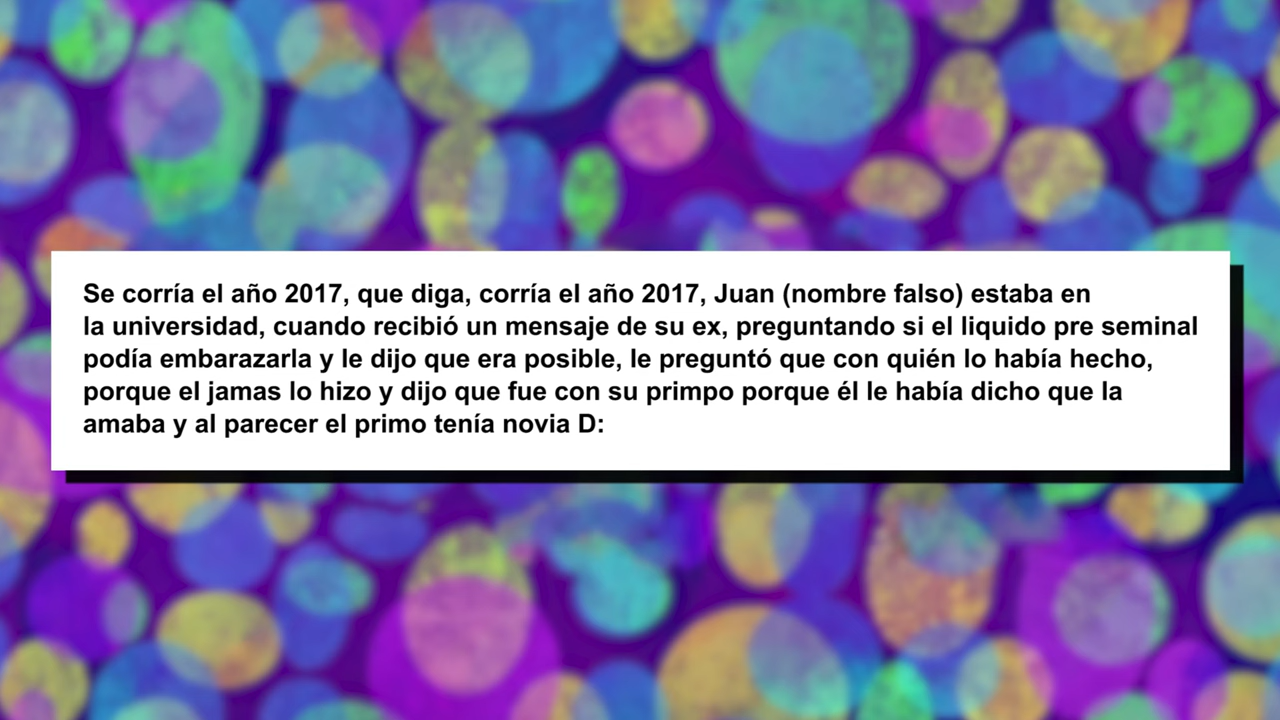 Se corría el año 2017, que diga, corría el año 2017, Juan (nombre falso) estaba en
la universidad, cuando recibió un mensaje de su ex, preguntando si el liquido pre seminal
podía embarazarla y le dijo que era posible, le preguntó que con quién lo había hecho,
porque el jamas lo hizo y dijo que fue con su primpo porque él le había dicho que la
amaba y al parecer el primo tenía novia D: